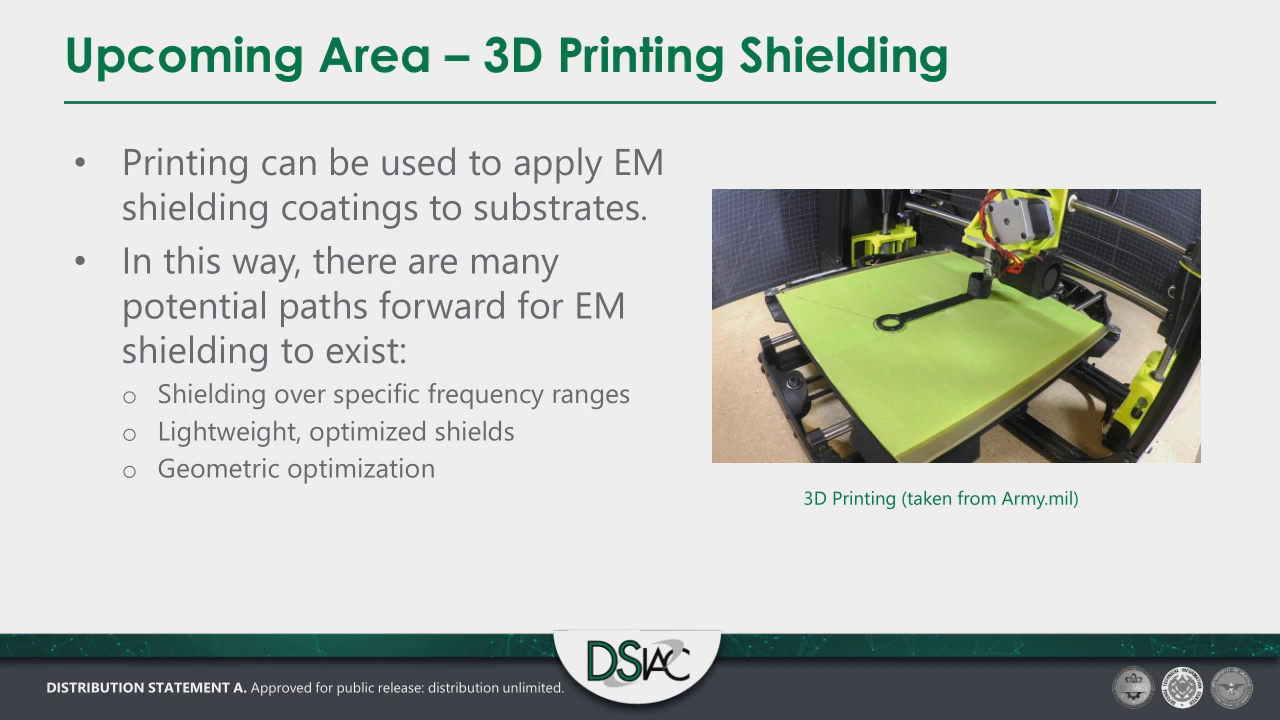 Upcoming Area – 3D Printing Shielding
• Printing can be used to apply EM
shielding coatings to substrates.
• In this way, there are many
potential paths forward for EM
shielding to exist:
o Shielding over specific frequency ranges
o Lightweight, optimized shields
o Geometric optimization
3D Printing (taken from Army.mil)
DSIAC
DISTRIBUTION STATEMENT A. Approved for public release: distribution unlimited.